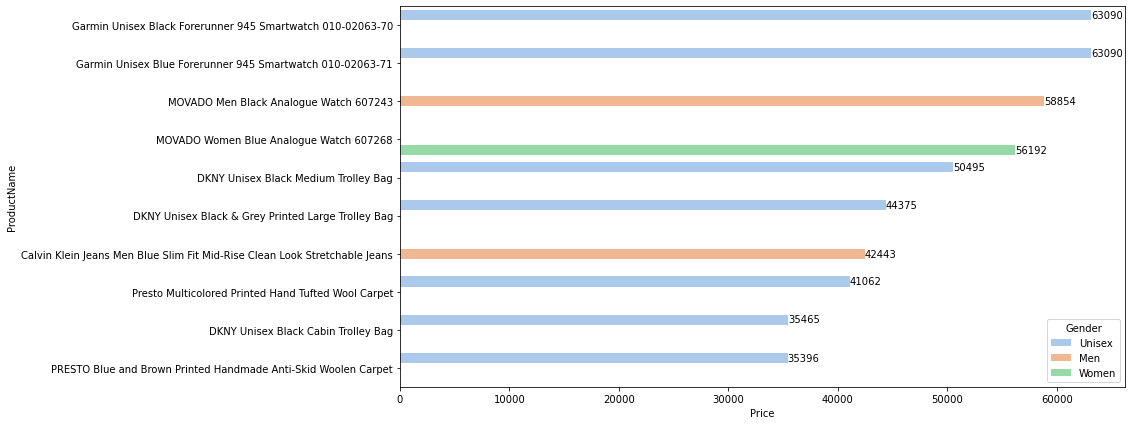 Garmin Unisex Black Forerunner 945 Smartwatch 010-02063-70
63090
Garmin Unisex Blue Forerunner 945 Smartwatch 010-02063-71
63090
MOVADO Men Black Analogue Watch 607243
58854
MOVADO Women Blue Analogue Watch 607268
56192
DKNY Unisex Black Medium Trolley Bag
50495
DKNY Unisex Black & Grey Printed Large Trolley Bag
44375
Calvin Klein Jeans Men Blue Slim Fit Mid-Rise Clean Look Stretchable Jeans
42443
Presto Multicolored Printed Hand Tufted Wool Carpet
41062
DKNY Unisex Black Cabin Trolley Bag
35465
PRESTO Blue and Brown Printed Handmade Anti-Skid Woolen Carpet
35396
ProductName
Gender
Unisex
Men
Women
0
10000
20000
30000
40000
50000
60000
Price